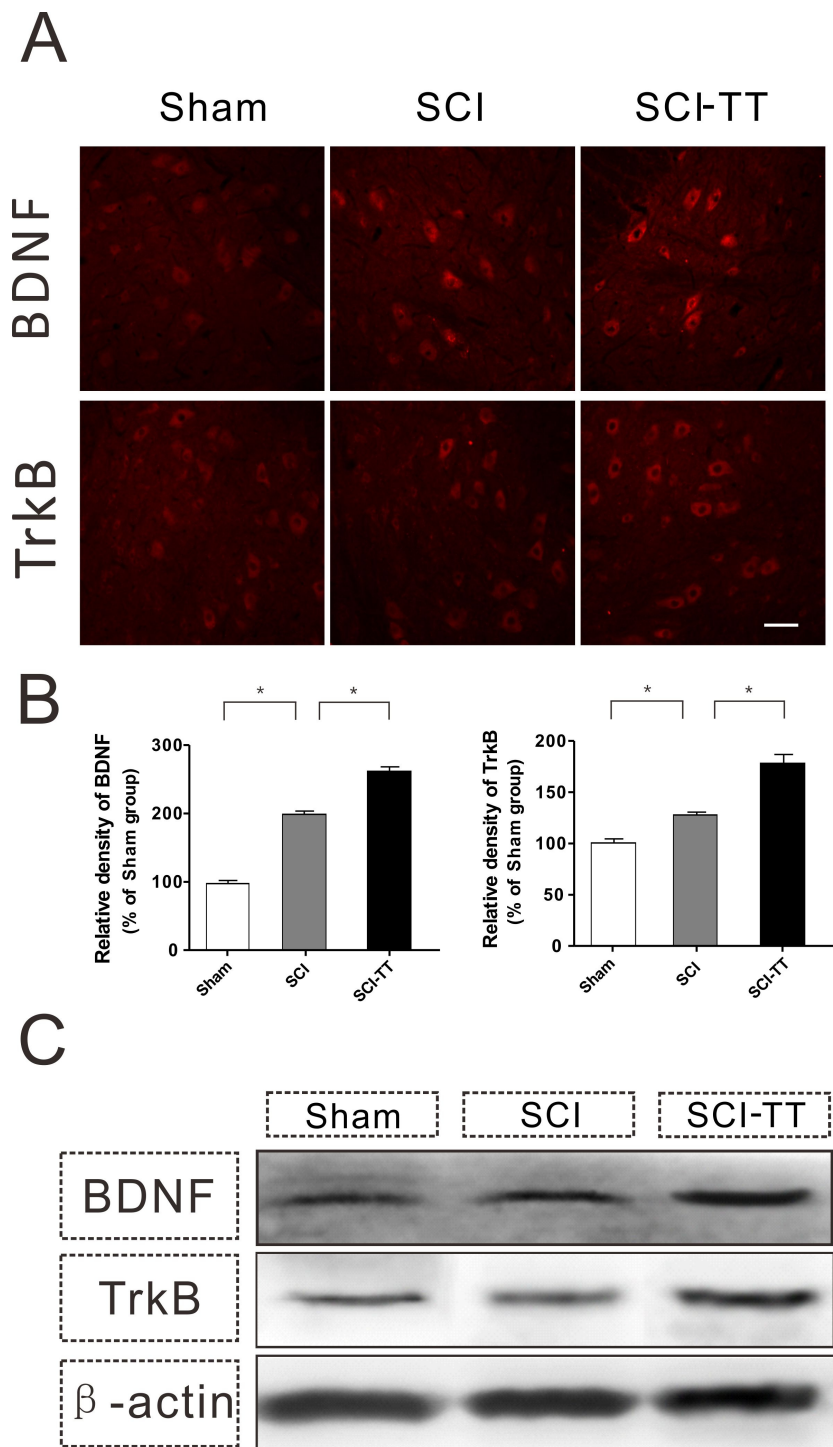 A
Sham SCI SCI-TT
BDNF
TrkB
B
* *
Relative density of BDNF
(% of Sham group)
300
200
100
0
Sham SCI SCI-TT
* *
Relative density of TrkB
(% of Sham group)
200
150
100
50
0
Sham SCI SCI-TT
C
Sham SCI SCI-TT
BDNF
TrkB
β-actin